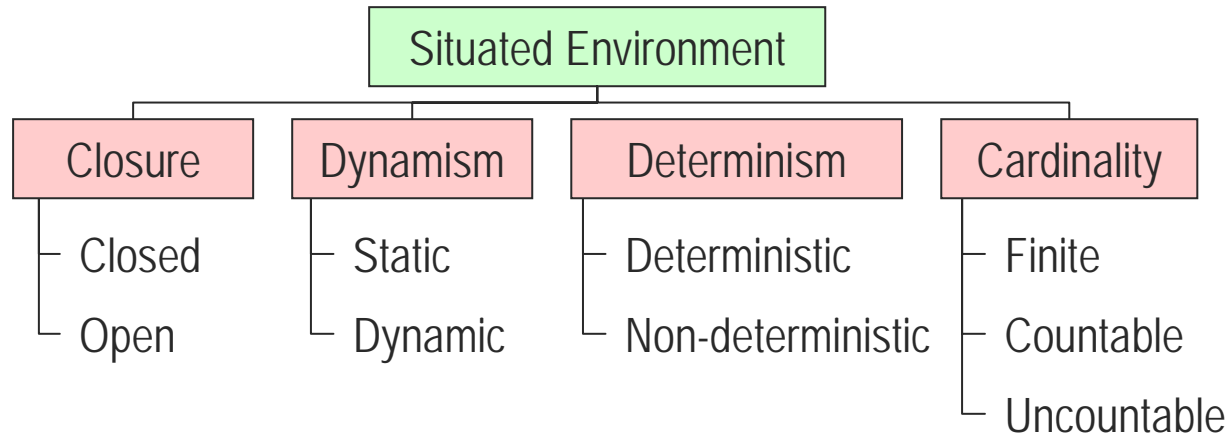 Situated Environment
Closure
Closed
Open
Dynamism
Static
Dynamic
Determinism
Deterministic
Non-deterministic
Cardinality
Finite
Countable
Uncountable